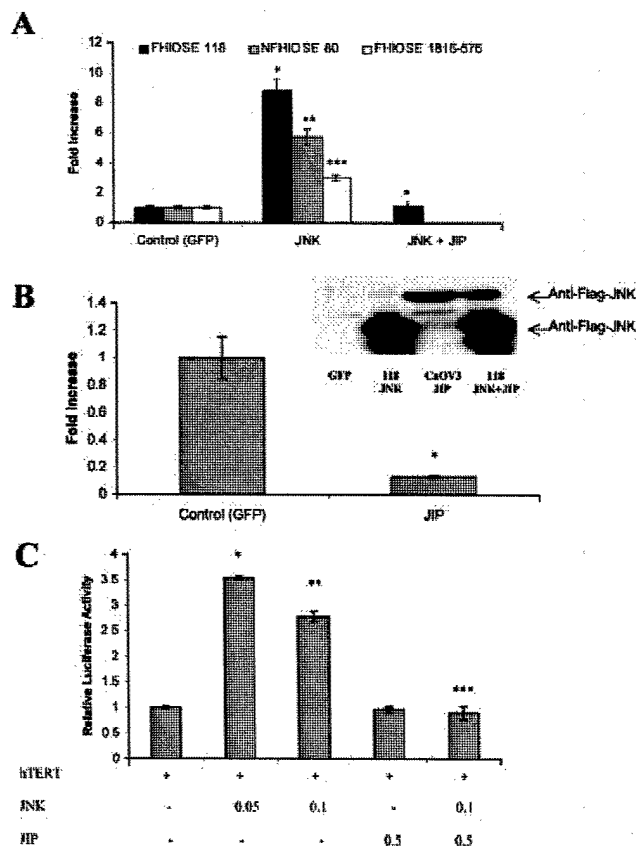 A
12
10
8
6
4
2
0
Fold Increase
FHIOSE 118 NFHIOSE 80 FHIOSE 1816-576
*
**
***
*
Control (GFP) JNK JNK + JIP
B
1.4
1.2
1
0.8
0.6
0.4
0.2
0
Fold Increase
Anti-Flag-JNK
Anti-Flag-JNK
GFP 118 JNK CaOV3 JIP 118 JNK+JIP
*
Control (GFP) JIP
C
4
3.5
3
2.5
2
1.5
1
0.5
0
Relative Luciferase Activity
*
**
***
hTERT + + + + +
JNK - 0.05 0.1 - 0.1
JIP - - - 0.5 0.5